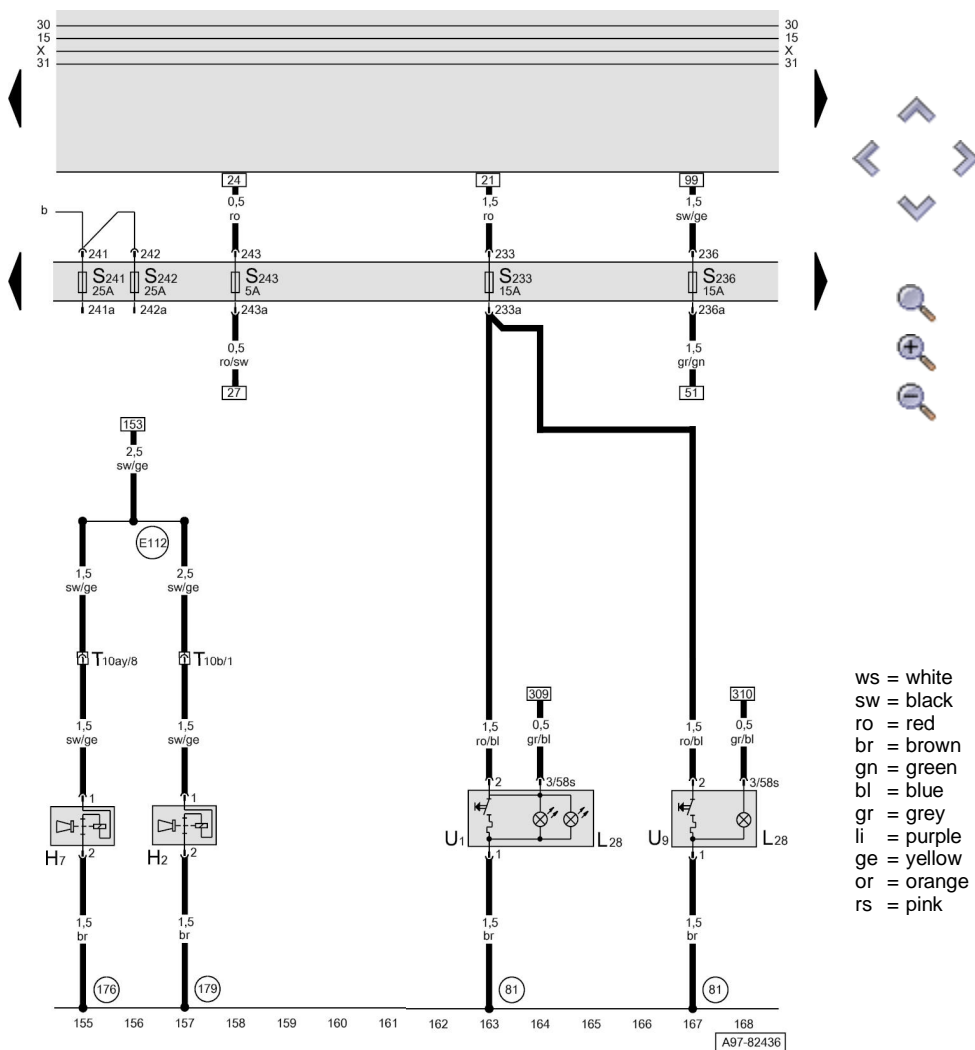 30 30
15 15
X X
31 31
24 21 99
0,5 1,5 1,5
ro ro sw/ge
b
241 242 243 233 236
S241 S242 S243 S233 S236
25A 25A 5A 15A 15A
241a 242a 243a 233a 236a
0,5 1,5
ro/sw gr/gn
27 51
153
2,5
sw/ge
E112
1,5 2,5
sw/ge sw/ge
T10ay/8 T10b/1
309 310
1,5 1,5 1,5 0,5 1,5 0,5
sw/ge sw/ge ro/bl gr/bl ro/bl gr/bl
1 1 2 3/58s 2 3/58s
H7 H2 U1 L28 U9 L28
2 2 1 1
1,5 1,5 1,5 1,5
br br br br
176 179 81 81
155 156 157 158 159 160 161 162 163 164 165 166 167 168
A97-82436
ws = white
sw = black
ro = red
br = brown
gn = green
bl = blue
gr = grey
li = purple
ge = yellow
or = orange
rs = pink